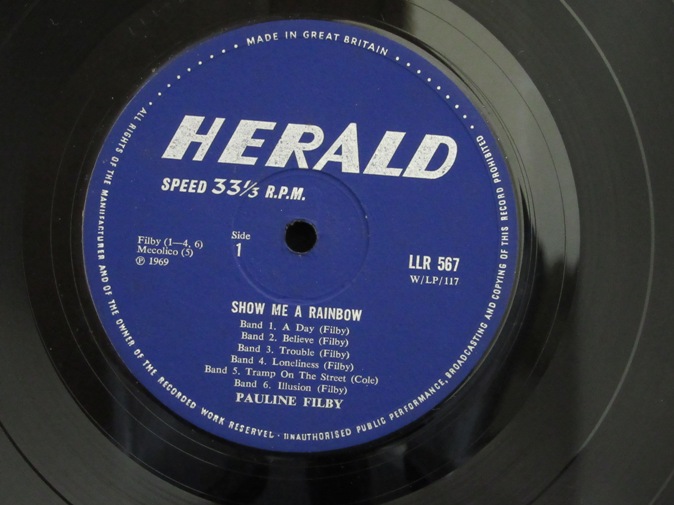 MADE IN GREAT BRITAIN
HERALD
SPEED 33⅓ R.P.M.
Filby (1—4, 6)
Mecolico (5)
℗ 1969
Side
1
LLR 567
W/LP/117
SHOW ME A RAINBOW
Band 1. A Day (Filby)
Band 2. Believe (Filby)
Band 3. Trouble (Filby)
Band 4. Loneliness (Filby)
Band 5. Tramp On The Street (Cole)
Band 6. Illusion (Filby)
PAULINE FILBY
ALL RIGHTS OF THE MANUFACTURER AND OF THE OWNER OF THE RECORDED WORK RESERVED · UNAUTHORISED PUBLIC PERFORMANCE, BROADCASTING AND COPYING OF THIS RECORD PROHIBITED